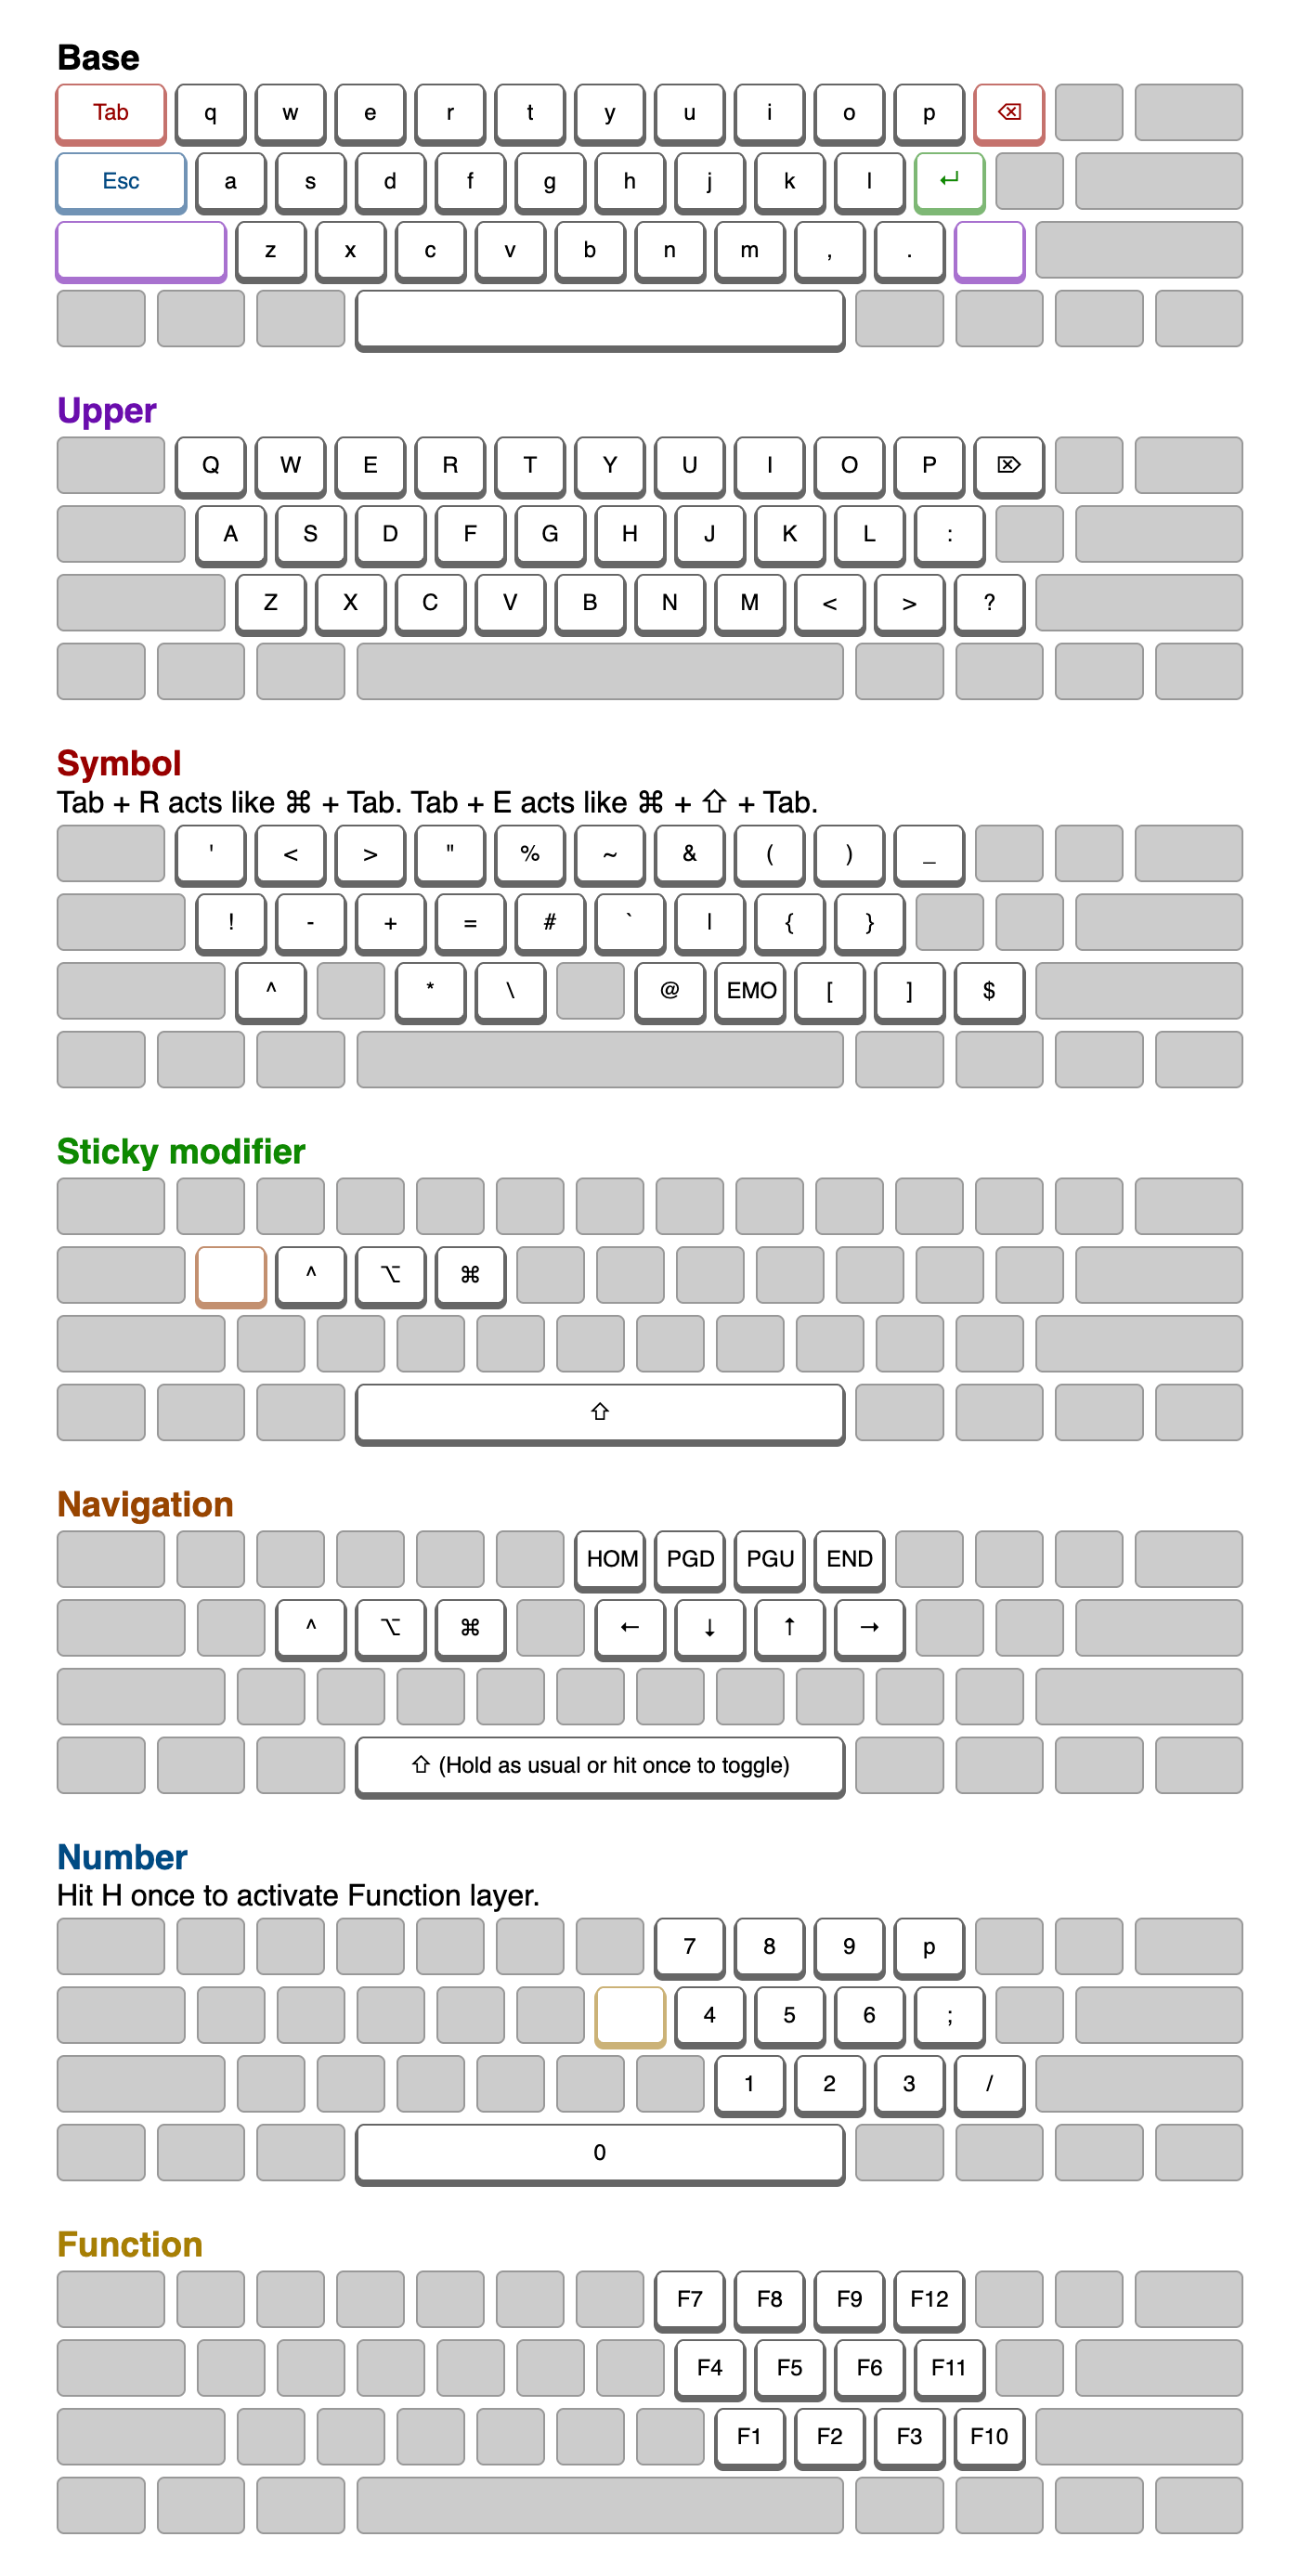 Base
Tab q w e r t y u i o p ⌫
Esc a s d f g h j k l ↵
z x c v b n m , .
Upper
Q W E R T Y U I O P ⌦
A S D F G H J K L :
Z X C V B N M < > ?
Symbol
Tab + R acts like ⌘ + Tab. Tab + E acts like ⌘ + ⇧ + Tab.
' < > " % ~ & ( ) _
! - + = # ` | { }
^ * \ @ EMO [ ] $
Sticky modifier
^ ⌥ ⌘
⇧
Navigation
HOM PGD PGU END
^ ⌥ ⌘ ← ↓ ↑ →
⇧ (Hold as usual or hit once to toggle)
Number
Hit H once to activate Function layer.
7 8 9 p
4 5 6 ;
1 2 3 /
0
Function
F7 F8 F9 F12
F4 F5 F6 F11
F1 F2 F3 F10